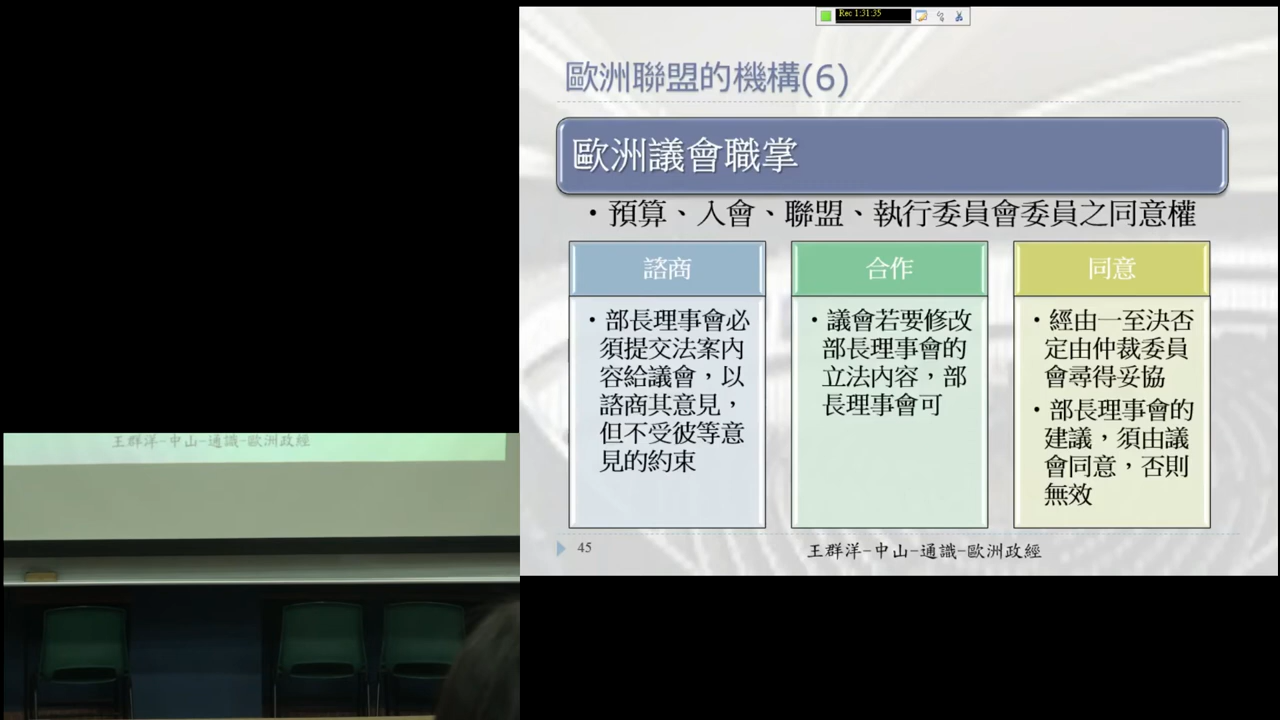 Rec 1:31:35
歐洲聯盟的機構(6)
歐洲議會職掌
・預算、入會、聯盟、執行委員會委員之同意權
諮商
・部長理事會必
須提交法案內
容給議會，以
諮商其意見，
但不受彼等意
見的約束
合作
・議會若要修改
部長理事會的
立法內容，部
長理事會可
同意
・經由一至決否
定由仲裁委員
會尋得妥協
・部長理事會的
建議，須由議
會同意，否則
無效
45
王群洋-中山-通識-歐洲政經
王群洋-中山-通識-歐洲政經